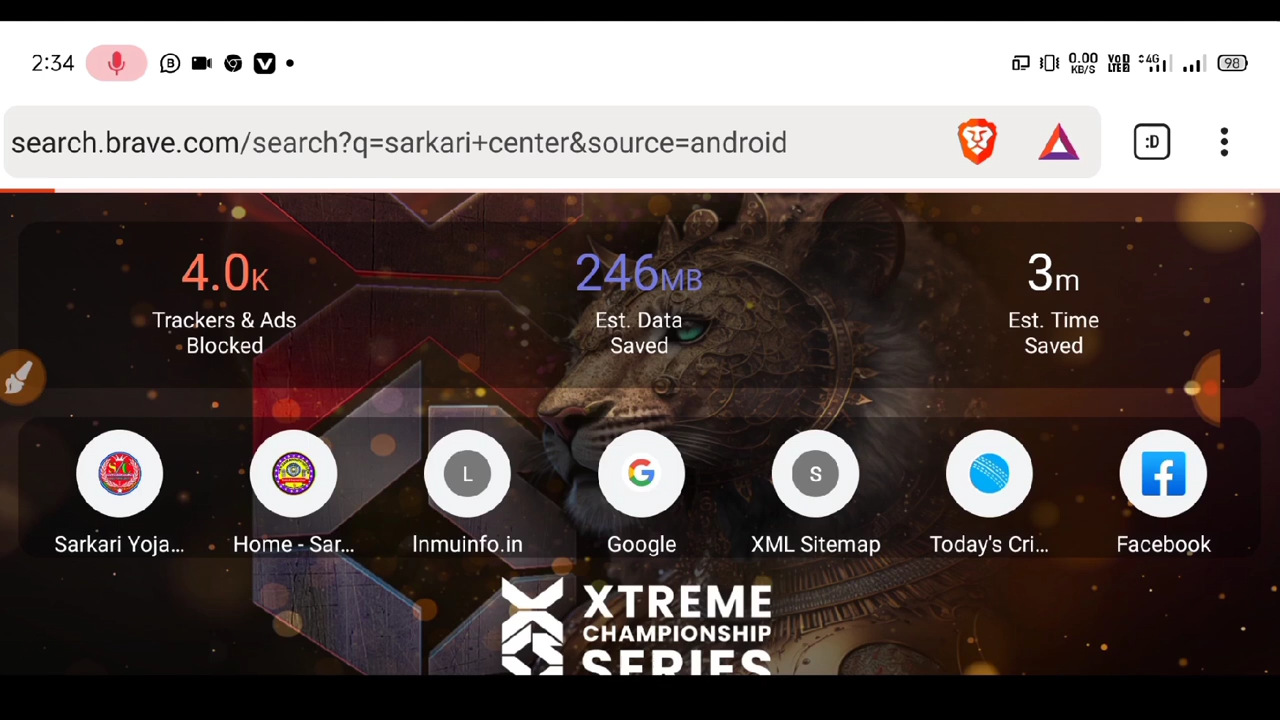 2:34
0.00 KB/S
VoD LTE2
4G
98
search.brave.com/search?q=sarkari+center&source=android
:D
4.0K
Trackers & Ads
Blocked
246MB
Est. Data
Saved
3m
Est. Time
Saved
Sarkari Yoja...
Home - Sar...
L
lnmuinfo.in
Google
S
XML Sitemap
Today's Cri...
Facebook
XTREME
CHAMPIONSHIP
SERIES